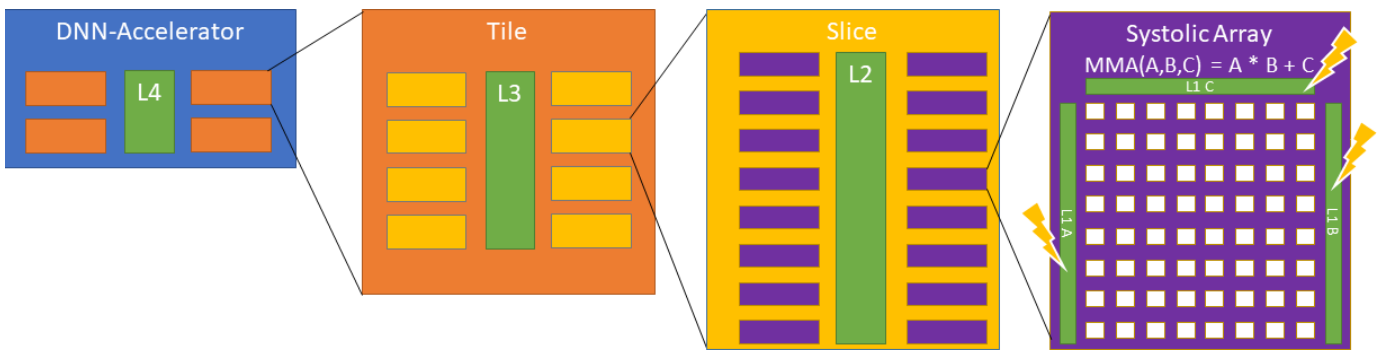 DNN-Accelerator
L4
Tile
L3
Slice
L2
Systolic Array
MMA(A,B,C) = A * B + C
L1 C
L1 A
L1 B